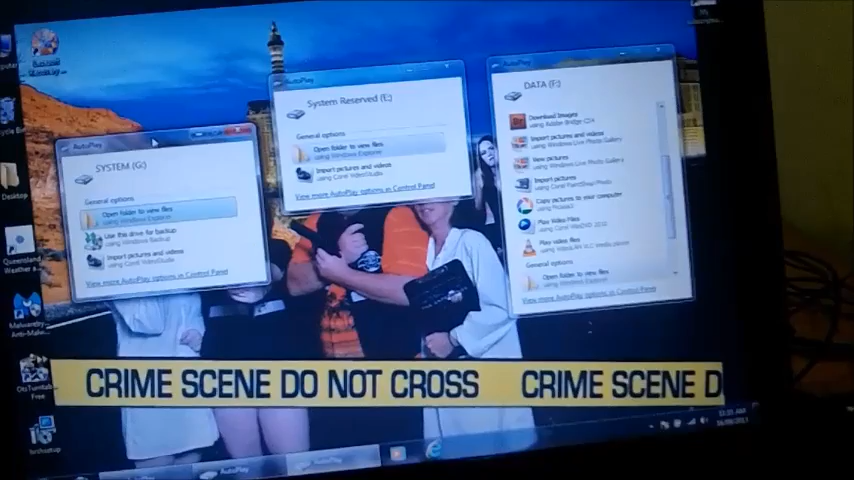 AutoPlay
SYSTEM (G:)
General options
Open folder to view files
using Windows Explorer
Use this drive for backup
using Windows Backup
Import pictures and videos
using Corel VideoStudio
View more AutoPlay options in Control Panel
AutoPlay
System Reserved (E:)
General options
Open folder to view files
using Windows Explorer
Import pictures and videos
using Corel VideoStudio
View more AutoPlay options in Control Panel
AutoPlay
DATA (F:)
Download Images
using Adobe Bridge CS4
Import pictures and videos
using Windows Live Photo Gallery
View pictures
using Windows Live Photo Gallery
Import pictures
using Corel PaintShop Photo
Copy pictures to your computer
using Picasa3
Play Video Files
using Corel WinDVD 2010
Play video files
General options
Open folder to view files
using Windows Explorer
View more AutoPlay options in Control Panel
Desktop
Queensland
Weather
Malwareby
Anti-Malw
Free
CRIME SCENE DO NOT CROSS
CRIME SCENE D
AutoPlay
AutoPlay